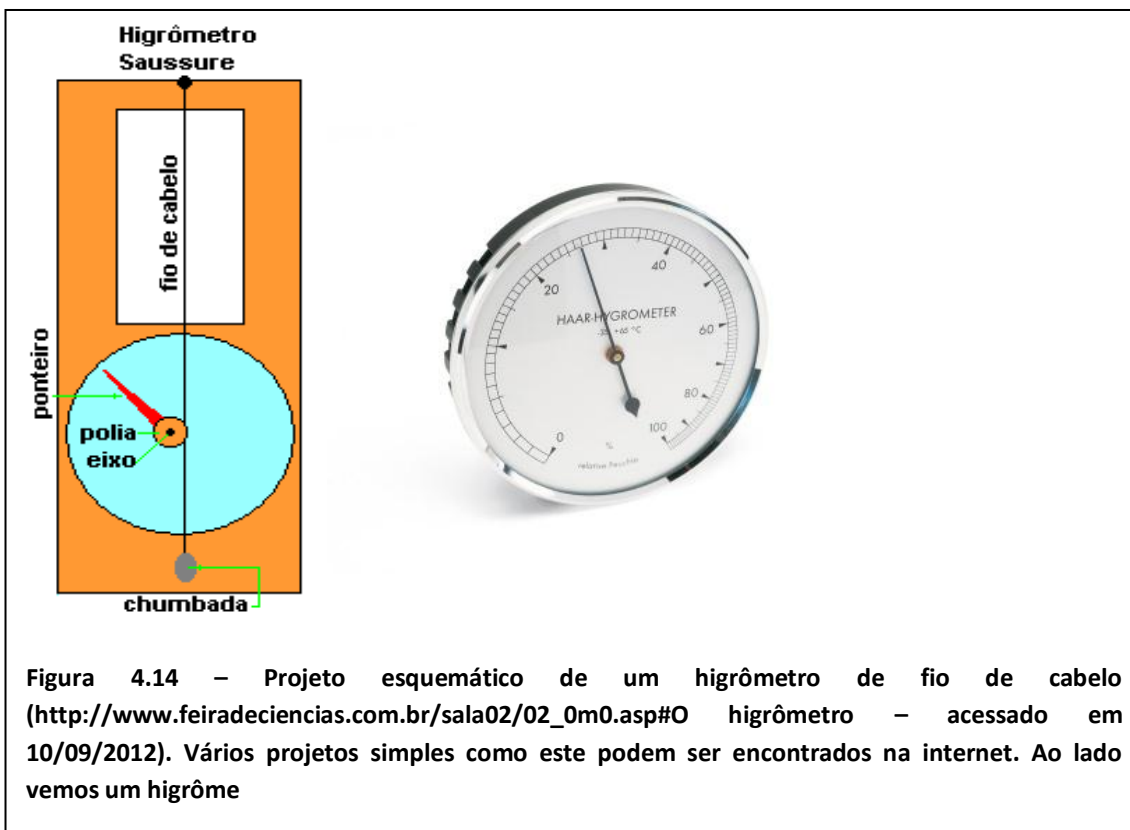 Higrômetro
Saussure
fio de cabelo
ponteiro
polia
eixo
chumbada
0
20
40
60
80
100
HAAR-HYGROMETER
%
Figura 4.14 – Projeto esquemático de um higrômetro de fio de cabelo
(http://www.feiradeciencias.com.br/sala02/02_0m0.asp#O higrômetro – acessado em
10/09/2012). Vários projetos simples como este podem ser encontrados na internet. Ao lado
vemos um higrôme